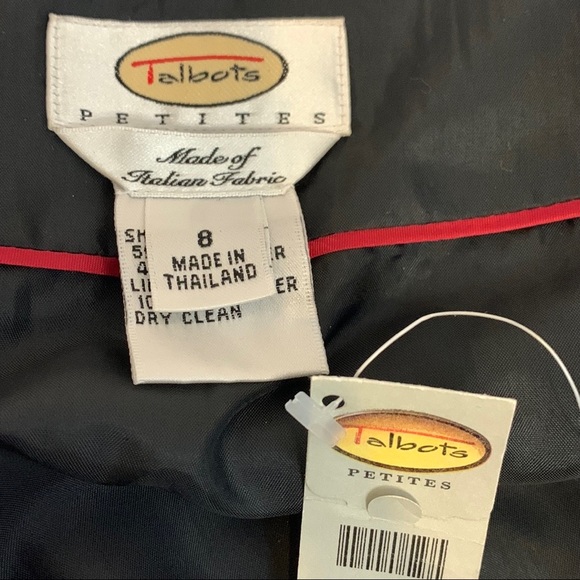 Talbots
PETITES
Made of
Italian Fabric
8
MADE IN
THAILAND
DRY CLEAN
Talbots
PETITES